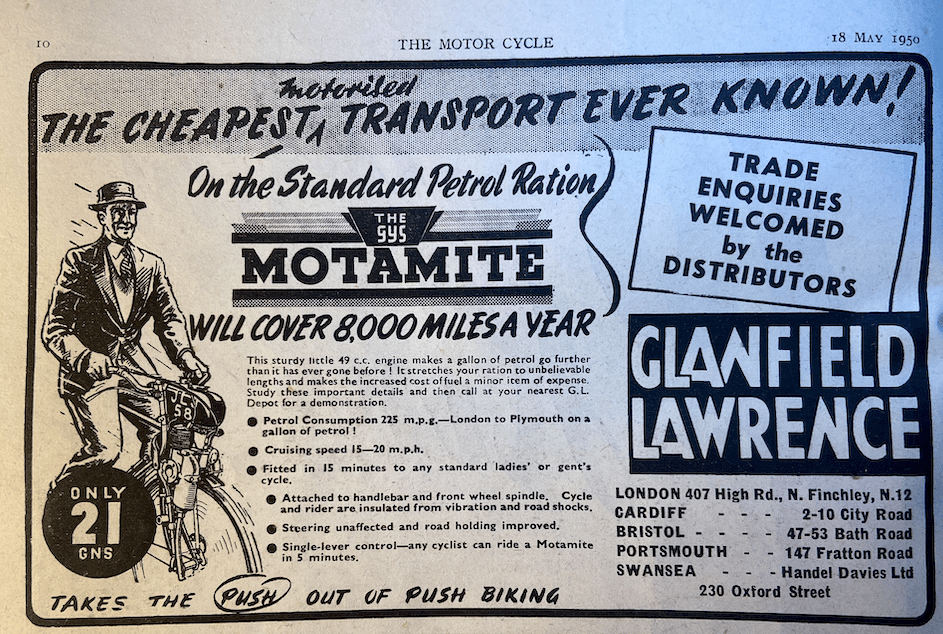 10 THE MOTOR CYCLE 18 MAY 1950
motorised
THE CHEAPEST TRANSPORT EVER KNOWN!
On the Standard Petrol Ration
THE
SYS
MOTAMITE
WILL COVER 8,000 MILES A YEAR
This sturdy little 49 c.c. engine makes a gallon of petrol go further
than it has ever gone before ! It stretches your ration to unbelievable
lengths and makes the increased cost of fuel a minor item of expense.
Study these important details and then call at your nearest G.L.
Depot for a demonstration.
● Petrol Consumption 225 m.p.g.—London to Plymouth on a
gallon of petrol !
● Cruising speed 15—20 m.p.h.
● Fitted in 15 minutes to any standard ladies' or gent's
cycle.
● Attached to handlebar and front wheel spindle. Cycle
and rider are insulated from vibration and road shocks.
● Steering unaffected and road holding improved.
● Single-lever control—any cyclist can ride a Motamite
in 5 minutes.
58
ONLY
21
GNS
TAKES THE PUSH OUT OF PUSH BIKING
TRADE
ENQUIRIES
WELCOMED
by the
DISTRIBUTORS
GLANFIELD
LAWRENCE
LONDON 407 High Rd., N. Finchley, N.12
CARDIFF - - - 2-10 City Road
BRISTOL - - - - 47-53 Bath Road
PORTSMOUTH - - 147 Fratton Road
SWANSEA - - - Handel Davies Ltd
230 Oxford Street